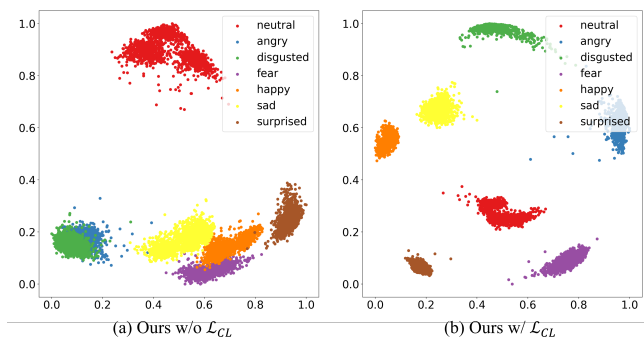 1.0
0.8
0.6
0.4
0.2
0.0
0.0 0.2 0.4 0.6 0.8 1.0
neutral
angry
disgusted
fear
happy
sad
surprised
(a) Ours w/o ℒCL
1.0
0.8
0.6
0.4
0.2
0.0
0.0 0.2 0.4 0.6 0.8 1.0
neutral
angry
disgusted
fear
happy
sad
surprised
(b) Ours w/ ℒCL